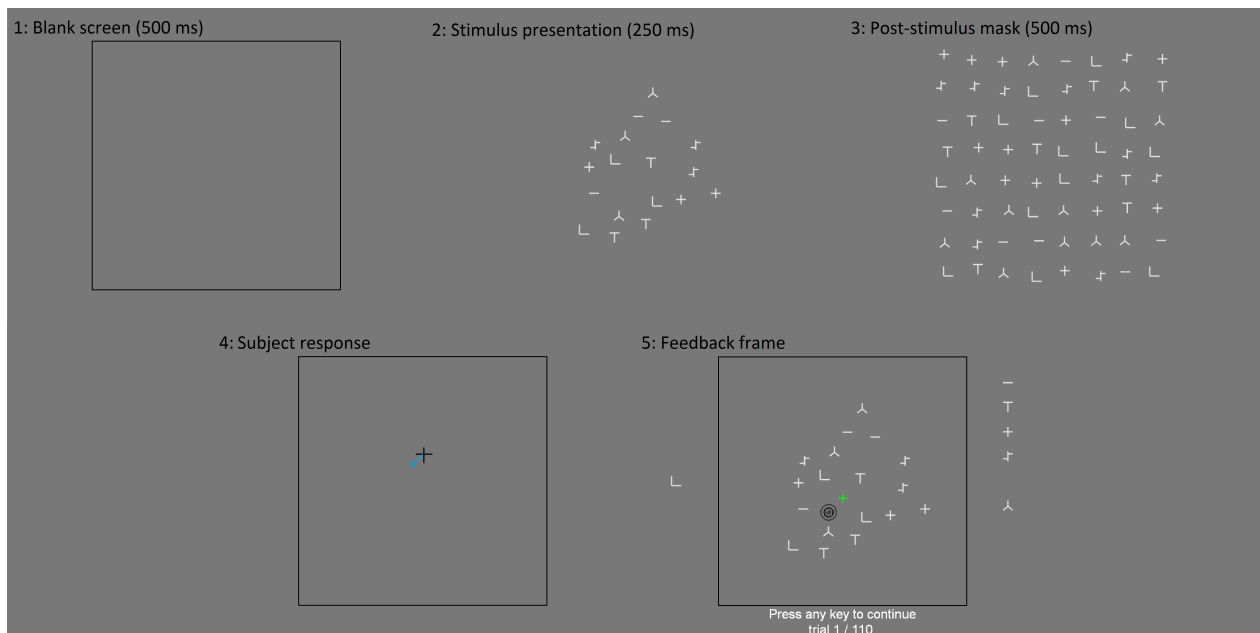 1: Blank screen (500 ms)
2: Stimulus presentation (250 ms)
3: Post-stimulus mask (500 ms)
4: Subject response
5: Feedback frame
Press any key to continue
trial 1 / 110